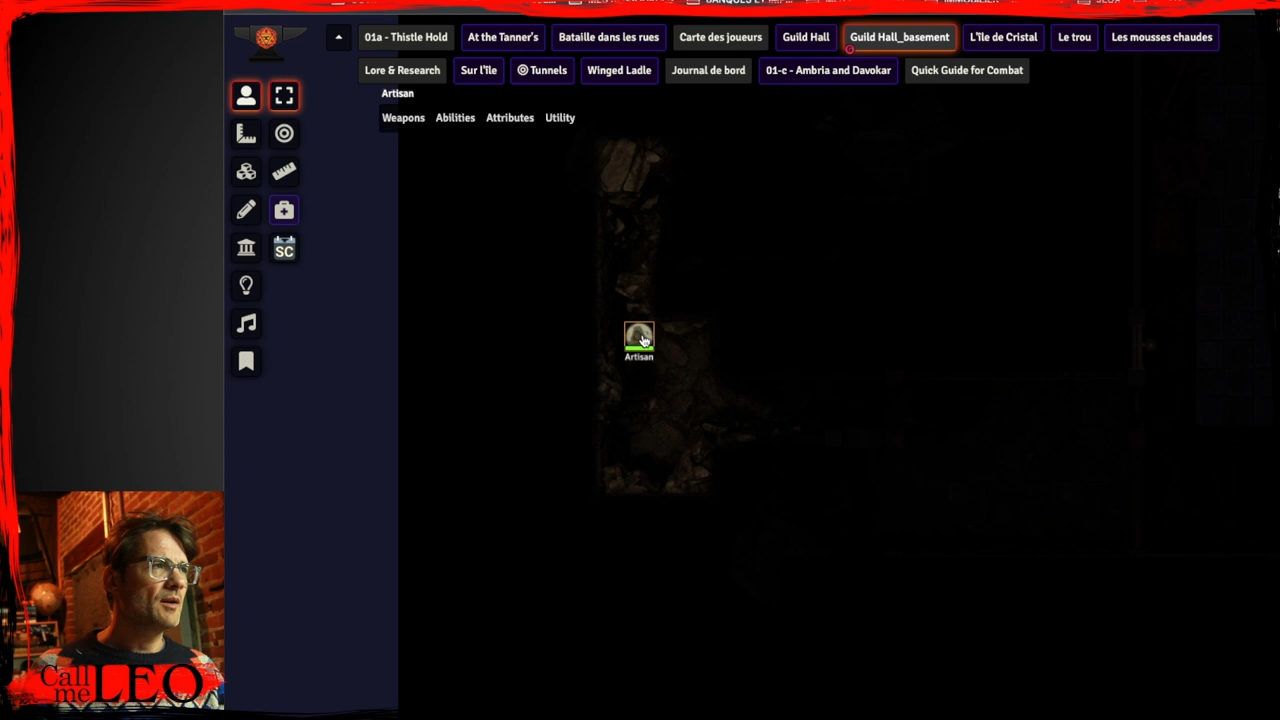 01a - Thistle Hold At the Tanner's Bataille dans les rues Carte des joueurs Guild Hall Guild Hall_basement L'île de Cristal Le trou Les mousses chaudes
G
Lore & Research Sur l'île Tunnels Winged Ladle Journal de bord 01-c - Ambria and Davokar Quick Guide for Combat
Artisan
Weapons Abilities Attributes Utility
SC
Artisan
Call me LEO